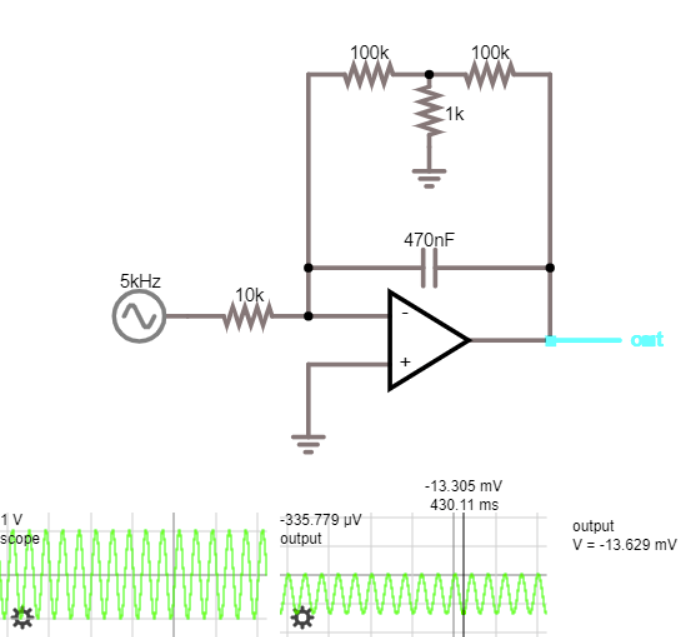 100k
100k
1k
470nF
5kHz
10k
-
+
out
-13.305 mV
430.11 ms
1 V
scope
-335.779 µV
output
output
V = -13.629 mV